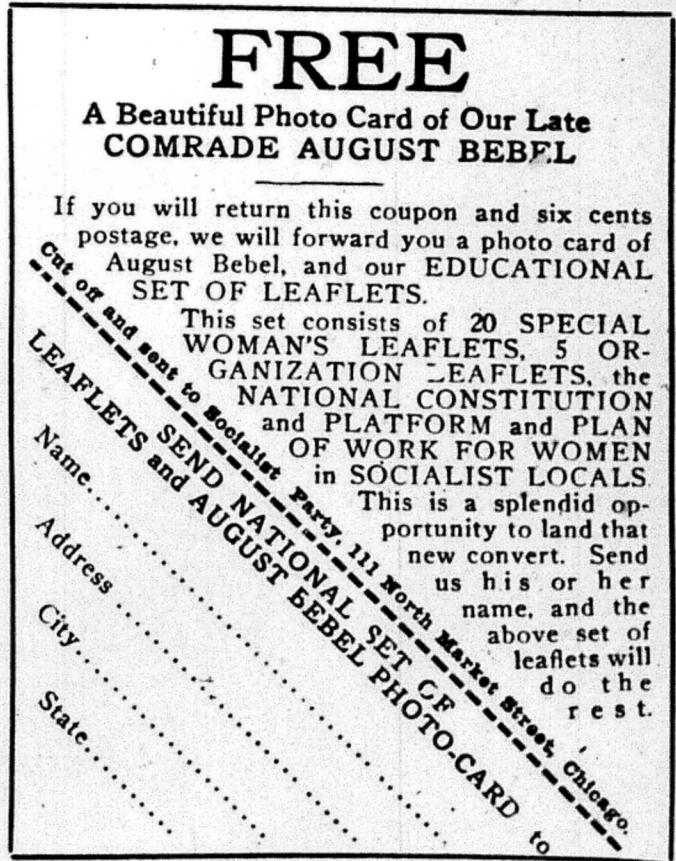 FREE
A Beautiful Photo Card of Our Late
COMRADE AUGUST BEBEL
If you will return this coupon and six cents
postage, we will forward you a photo card of
August Bebel, and our EDUCATIONAL
SET OF LEAFLETS.
This set consists of 20 SPECIAL
WOMAN'S LEAFLETS, 5 OR-
GANIZATION LEAFLETS, the
NATIONAL CONSTITUTION
and PLATFORM and PLAN
OF WORK FOR WOMEN
in SOCIALIST LOCALS.
This is a splendid op-
portunity to land that
new convert. Send
us his or her
name, and the
above set of
leaflets will
do the
rest.
Cut off and sent to Socialist Party, 111 North Market Street, Chicago.
SEND NATIONAL SET OF
LEAFLETS and AUGUST BEBEL PHOTO-CARD to
Name..............................
Address..............................
City....................
State..........